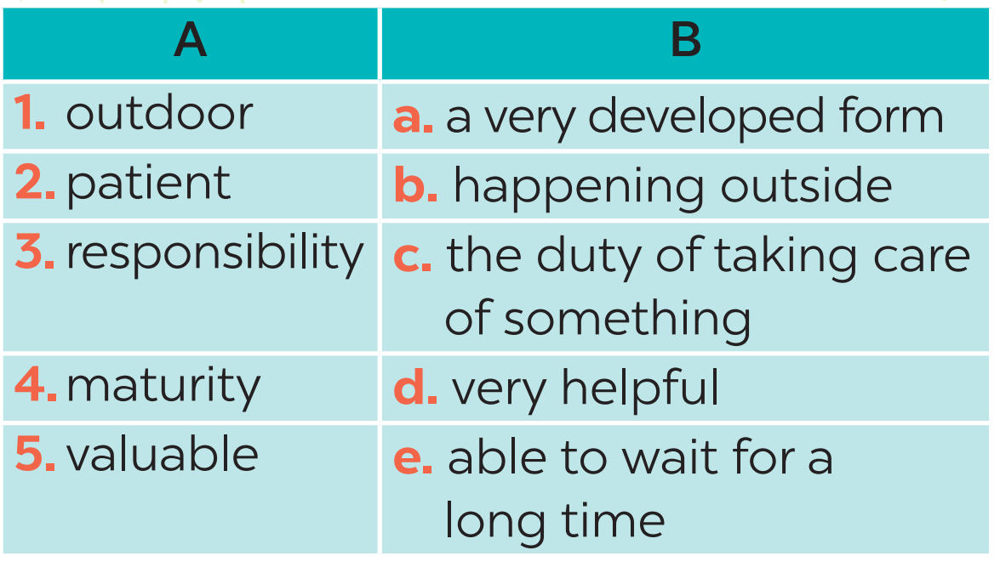 A B
1. outdoor a. a very developed form
2. patient b. happening outside
3. responsibility c. the duty of taking care
of something
4. maturity d. very helpful
5. valuable e. able to wait for a
long time